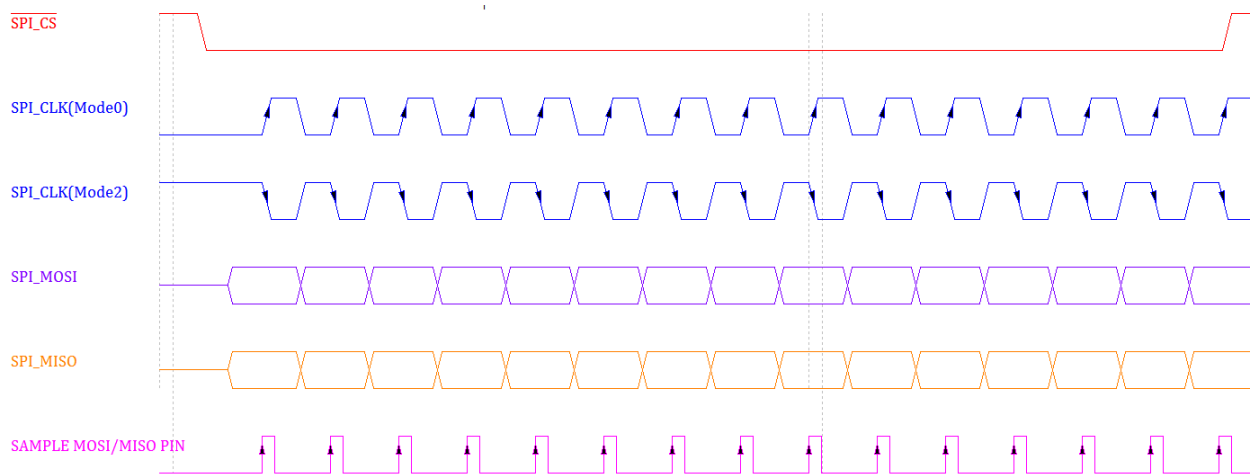 SPI_CS
SPI_CLK(Mode0)
SPI_CLK(Mode2)
SPI_MOSI
SPI_MISO
SAMPLE MOSI/MISO PIN